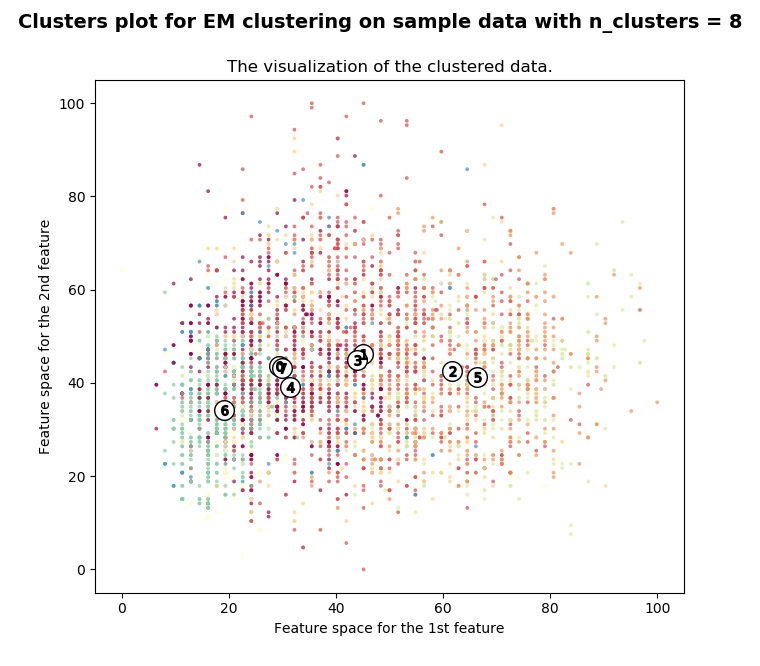 Clusters plot for EM clustering on sample data with n_clusters = 8
The visualization of the clustered data.
100
80
60
40
20
0
Feature space for the 2nd feature
0
7
4
6
1
3
2
5
0 20 40 60 80 100
Feature space for the 1st feature